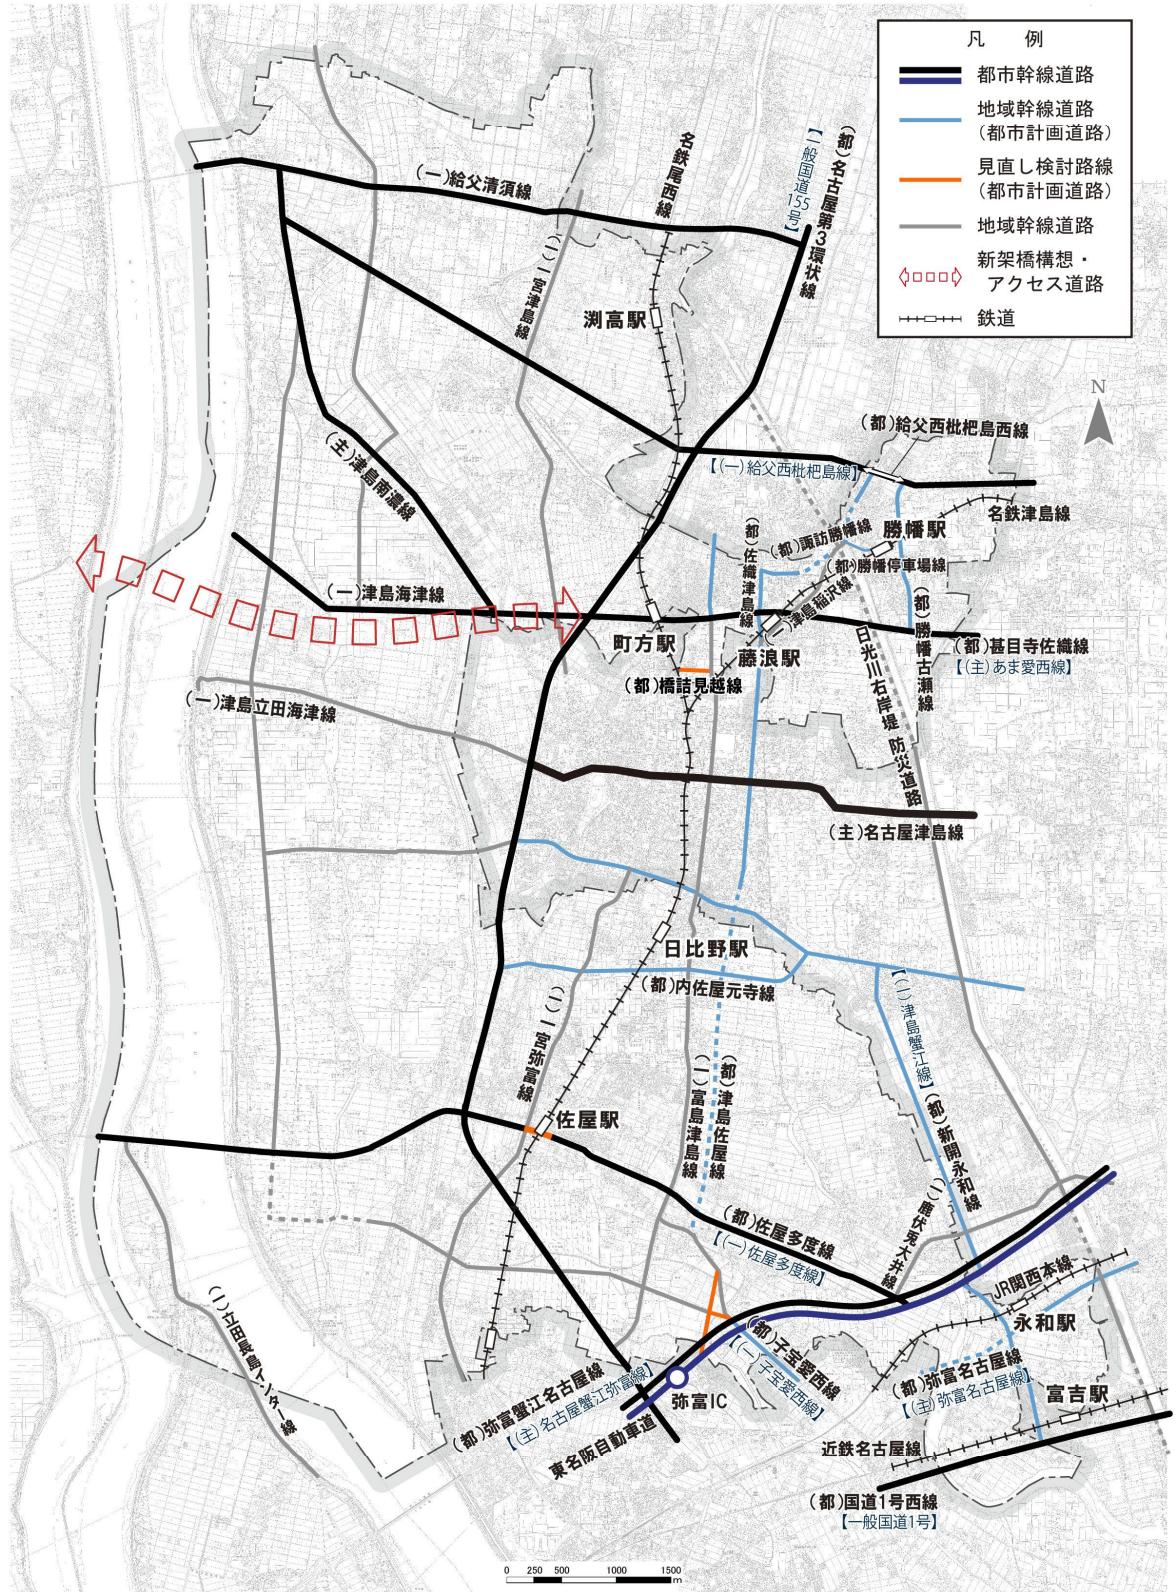 凡　例
都市幹線道路
地域幹線道路
（都市計画道路）
見直し検討路線
（都市計画道路）
地域幹線道路
新架橋構想・
アクセス道路
鉄道
N
（一）給父清須線
名鉄尾西線
【一般国道155号】
（都）名古屋第3環状線
（一）一宮津島線
渕高駅
（都）給父西枇杷島西線
【（一）給父西枇杷島線】
（主）津島南濃線
名鉄津島線
勝幡駅
（都）諏訪勝幡線
（都）佐織津島線
（都）勝幡停車場線
（一）津島稲沢線
（一）津島海津線
町方駅
藤浪駅
（都）勝幡古瀬線
（都）甚目寺佐織線
【（主）あま愛西線】
（都）橋詰見越線
日光川右岸堤 防災道路
（一）津島立田海津線
（主）名古屋津島線
日比野駅
（都）内佐屋元寺線
【（一）津島蟹江線】
（都）新開永和線
（一）一宮弥富線
（一）富島津島線
（都）津島佐屋線
佐屋駅
（一）鹿伏兎大井線
（都）佐屋多度線
【（一）佐屋多度線】
JR関西本線
永和駅
（一）立田長島インター線
（都）子宝愛西線
【（一）子宝愛西線】
（都）弥富名古屋線
【（主）弥富名古屋線】
（都）弥富蟹江名古屋線
【（主）名古屋蟹江弥富線】
弥富IC
東名阪自動車道
富吉駅
近鉄名古屋線
（都）国道1号西線
【一般国道1号】
0 250 500 1000 1500
m